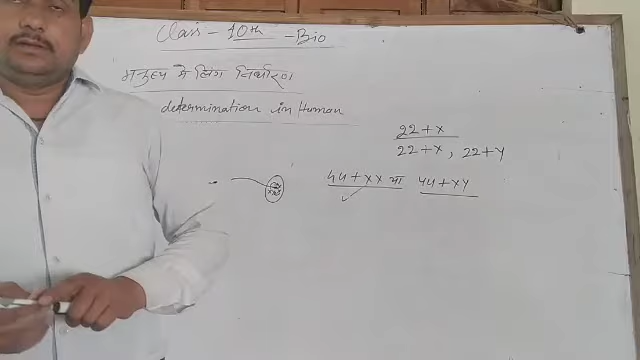 Class - 10th - Bio
मनुष्य में लिंग निर्धारण
determination in Human
22 + X
22 + X, 22 + Y
44 + XX या 44 + XY